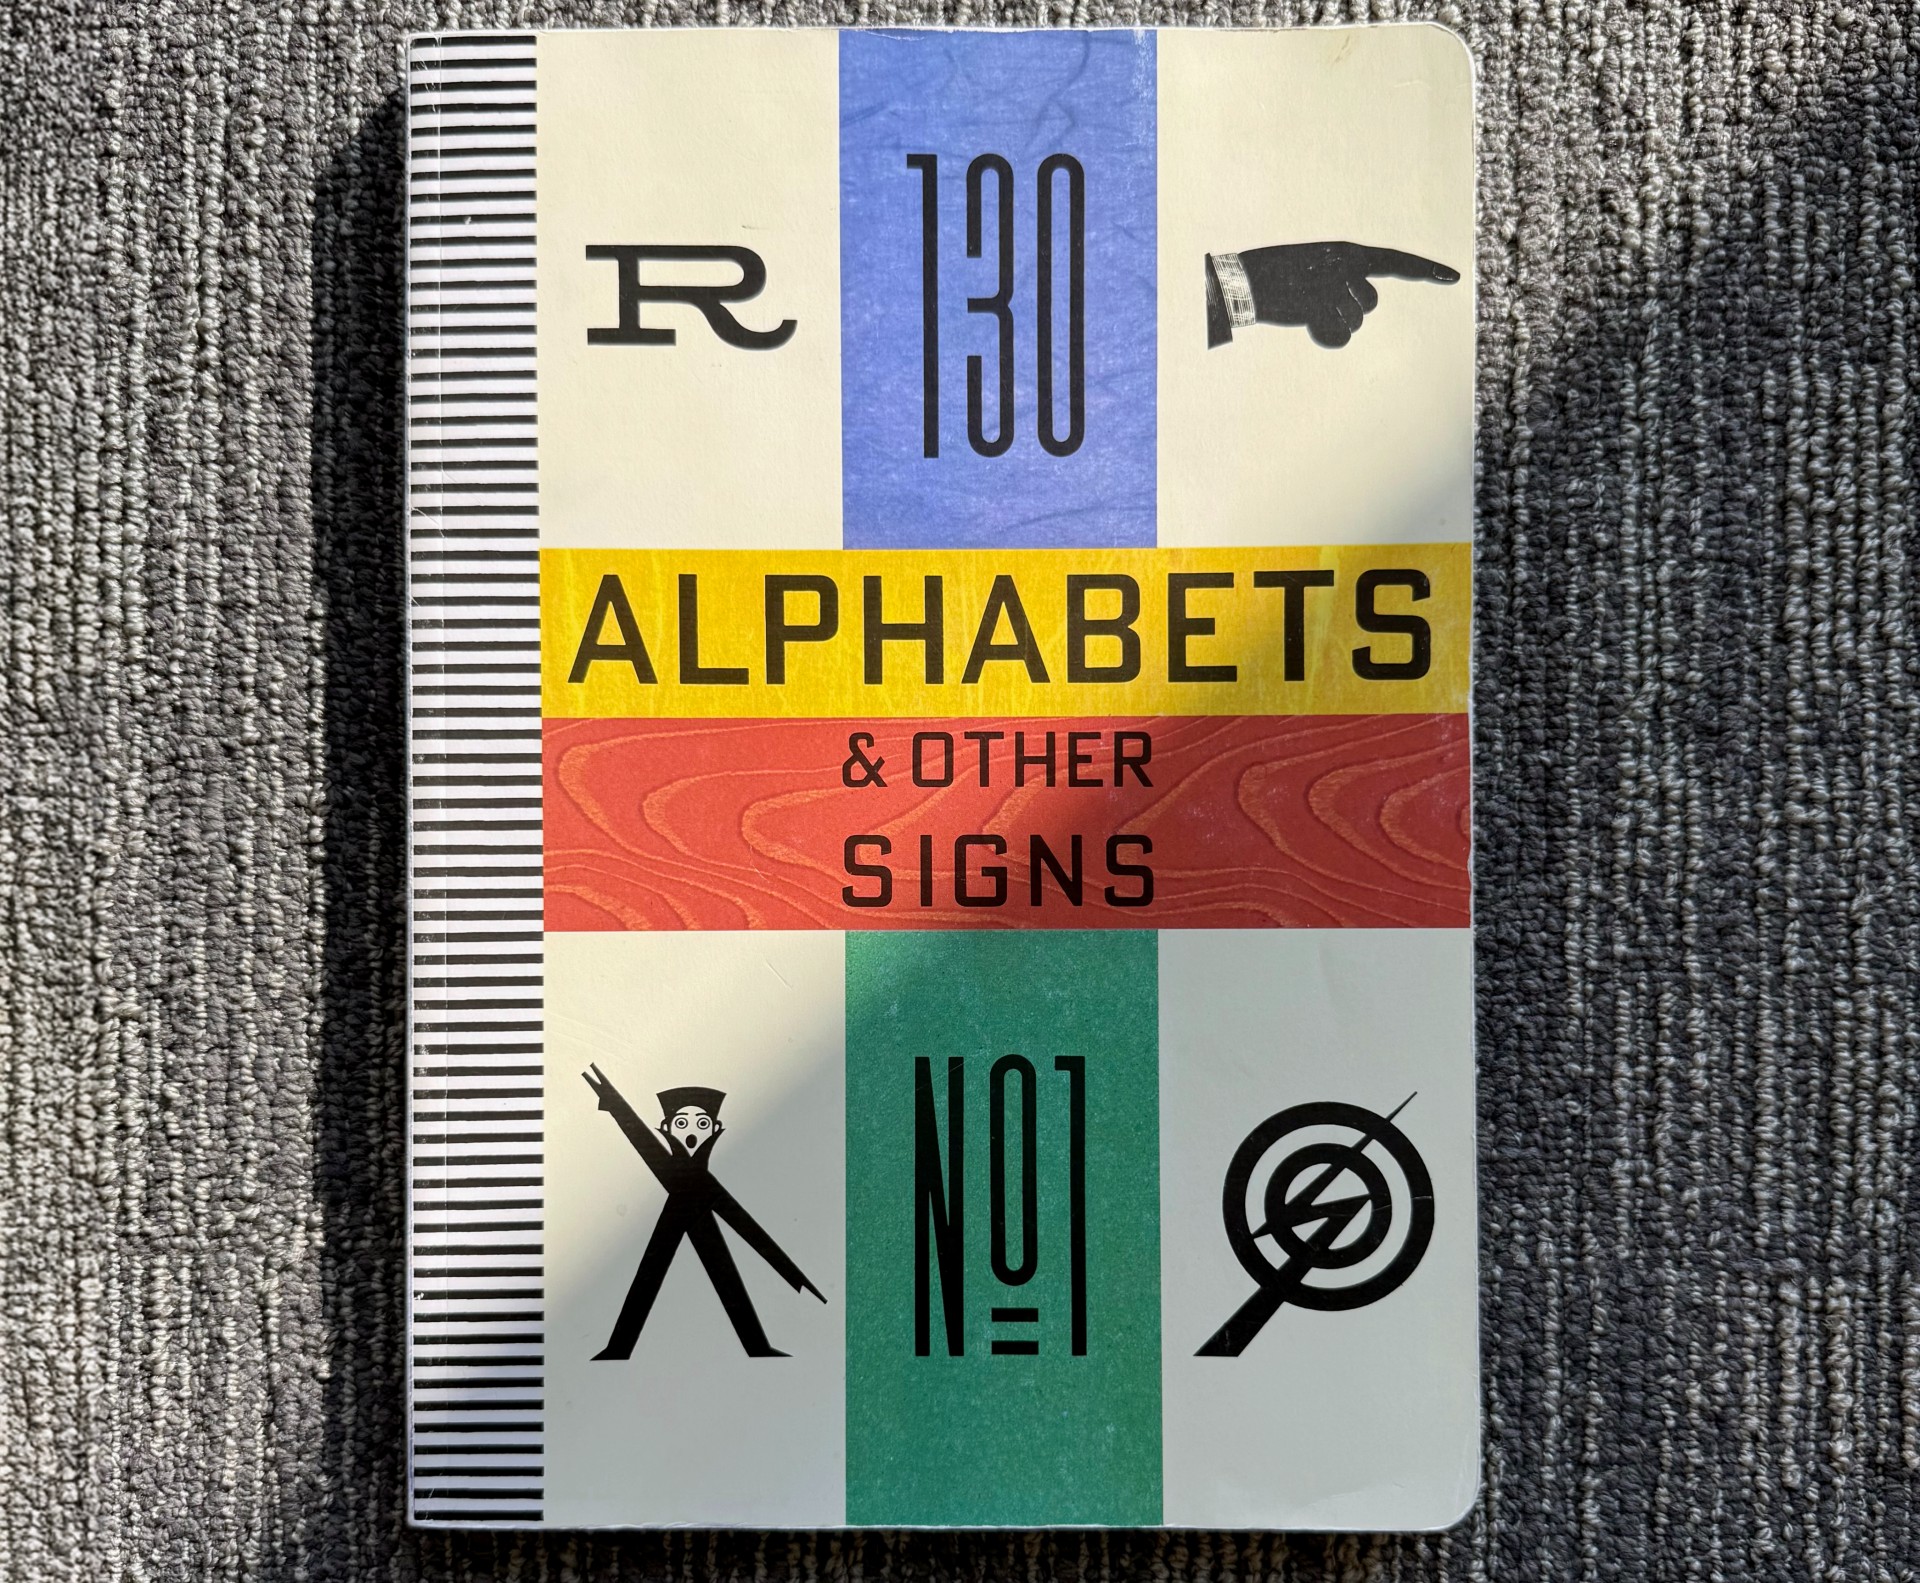 R 130
ALPHABETS
& OTHER
SIGNS
Nº1